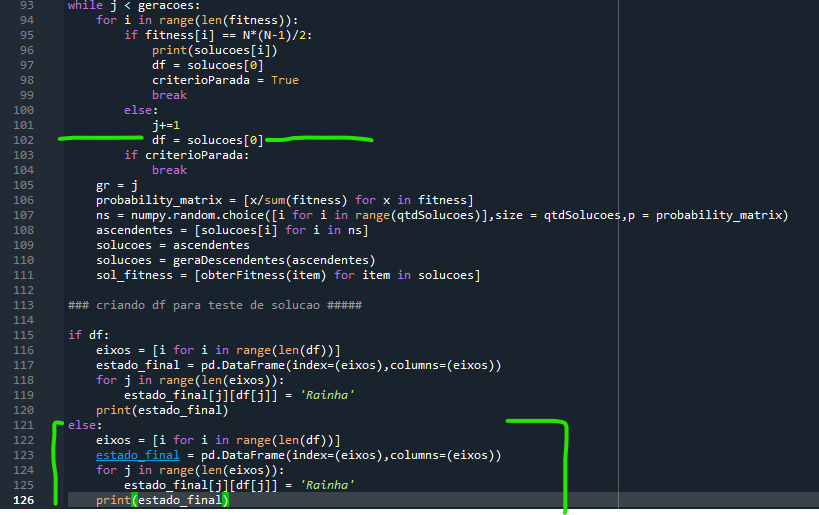 93 while j < geracoes:
94     for i in range(len(fitness)):
95         if fitness[i] == N*(N-1)/2:
96             print(solucoes[i])
97             df = solucoes[0]
98             criterioParada = True
99             break
100         else:
101             j+=1
102             df = solucoes[0]
103         if criterioParada:
104             break
105     gr = j
106     probability_matrix = [x/sum(fitness) for x in fitness]
107     ns = numpy.random.choice([i for i in range(qtdSolucoes)],size = qtdSolucoes,p = probability_matrix)
108     ascendentes = [solucoes[i] for i in ns]
109     solucoes = ascendentes
110     solucoes = geraDescendentes(ascendentes)
111     sol_fitness = [obterFitness(item) for item in solucoes]
112
113 ### criando df para teste de solucao #####
114
115 if df:
116     eixos = [i for i in range(len(df))]
117     estado_final = pd.DataFrame(index=(eixos),columns=(eixos))
118     for j in range(len(eixos)):
119         estado_final[j][df[j]] = 'Rainha'
120     print(estado_final)
121 else:
122     eixos = [i for i in range(len(df))]
123     estado_final = pd.DataFrame(index=(eixos),columns=(eixos))
124     for j in range(len(eixos)):
125         estado_final[j][df[j]] = 'Rainha'
126     print(estado_final)